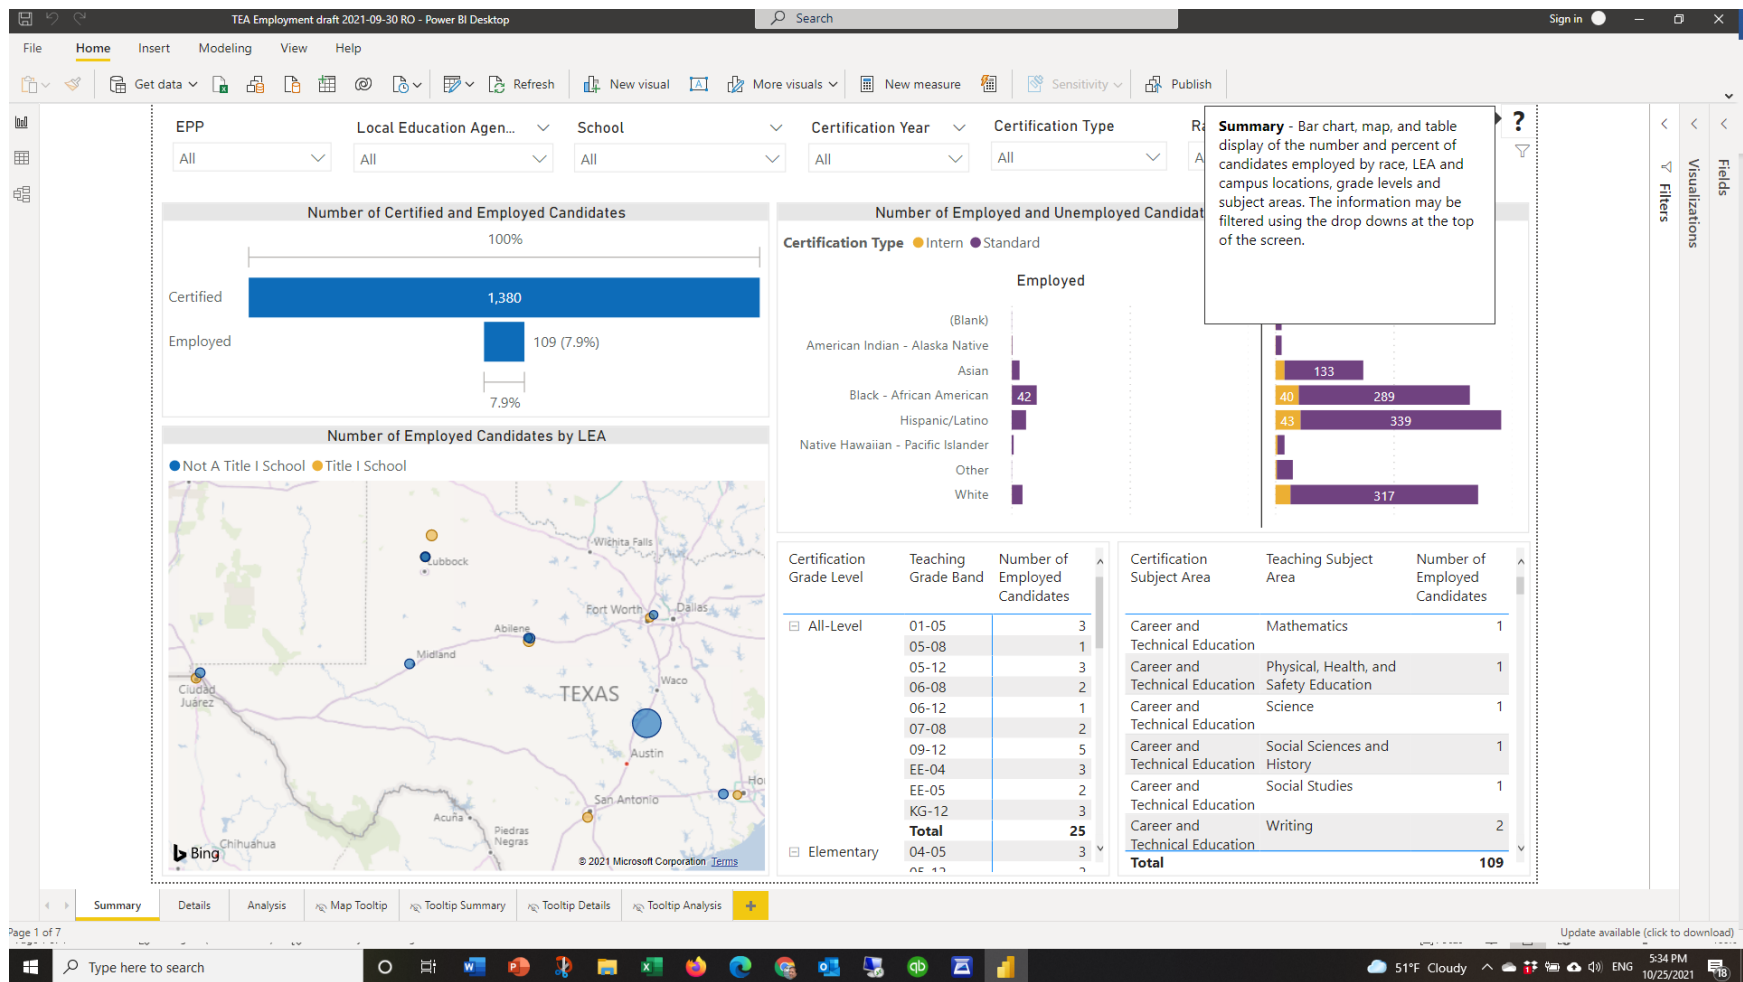 TEA Employment draft 2021-09-30 RO - Power BI Desktop
Search
Sign in
File Home Insert Modeling View Help
Get data
Refresh
New visual
A
More visuals
New measure
Sensitivity
Publish
EPP
All
Local Education Agen...
All
School
All
Certification Year
All
Certification Type
All
Summary - Bar chart, map, and table
display of the number and percent of
candidates employed by race, LEA and
campus locations, grade levels and
subject areas. The information may be
filtered using the drop downs at the top
of the screen.
?
Filters
Visualizations
Fields
Number of Certified and Employed Candidates
100%
Certified 1,380
Employed 109 (7.9%)
7.9%
Number of Employed and Unemployed Candidat
Certification Type Intern Standard
Employed
(Blank)
American Indian - Alaska Native
Asian 133
Black - African American 42 40 289
Hispanic/Latino 43 339
Native Hawaiian - Pacific Islander
Other
White 317
Number of Employed Candidates by LEA
Not A Title I School Title I School
Wichita Falls
Lubbock
Fort Worth Dallas
Abilene
Midland
Ciudad
Juárez
Waco
TEXAS
Austin
San Antonio
Acuña
Piedras
Negras
Chihuahua
Bing
© 2021 Microsoft Corporation Terms
Certification
Grade Level
Teaching
Grade Band
Number of
Employed
Candidates
All-Level 01-05 3
05-08 1
05-12 3
06-08 2
06-12 1
07-08 2
09-12 5
EE-04 3
EE-05 2
KG-12 3
Total 25
Elementary 04-05 3
Certification
Subject Area
Teaching Subject
Area
Number of
Employed
Candidates
Career and Mathematics 1
Technical Education
Career and Physical, Health, and 1
Technical Education Safety Education
Career and Science 1
Technical Education
Career and Social Sciences and 1
Technical Education History
Career and Social Studies 1
Technical Education
Career and Writing 2
Technical Education
Total 109
Summary Details Analysis Map Tooltip Tooltip Summary Tooltip Details Tooltip Analysis +
Page 1 of 7
Update available (click to download)
Type here to search
51°F Cloudy
ENG
5:34 PM
10/25/2021
18